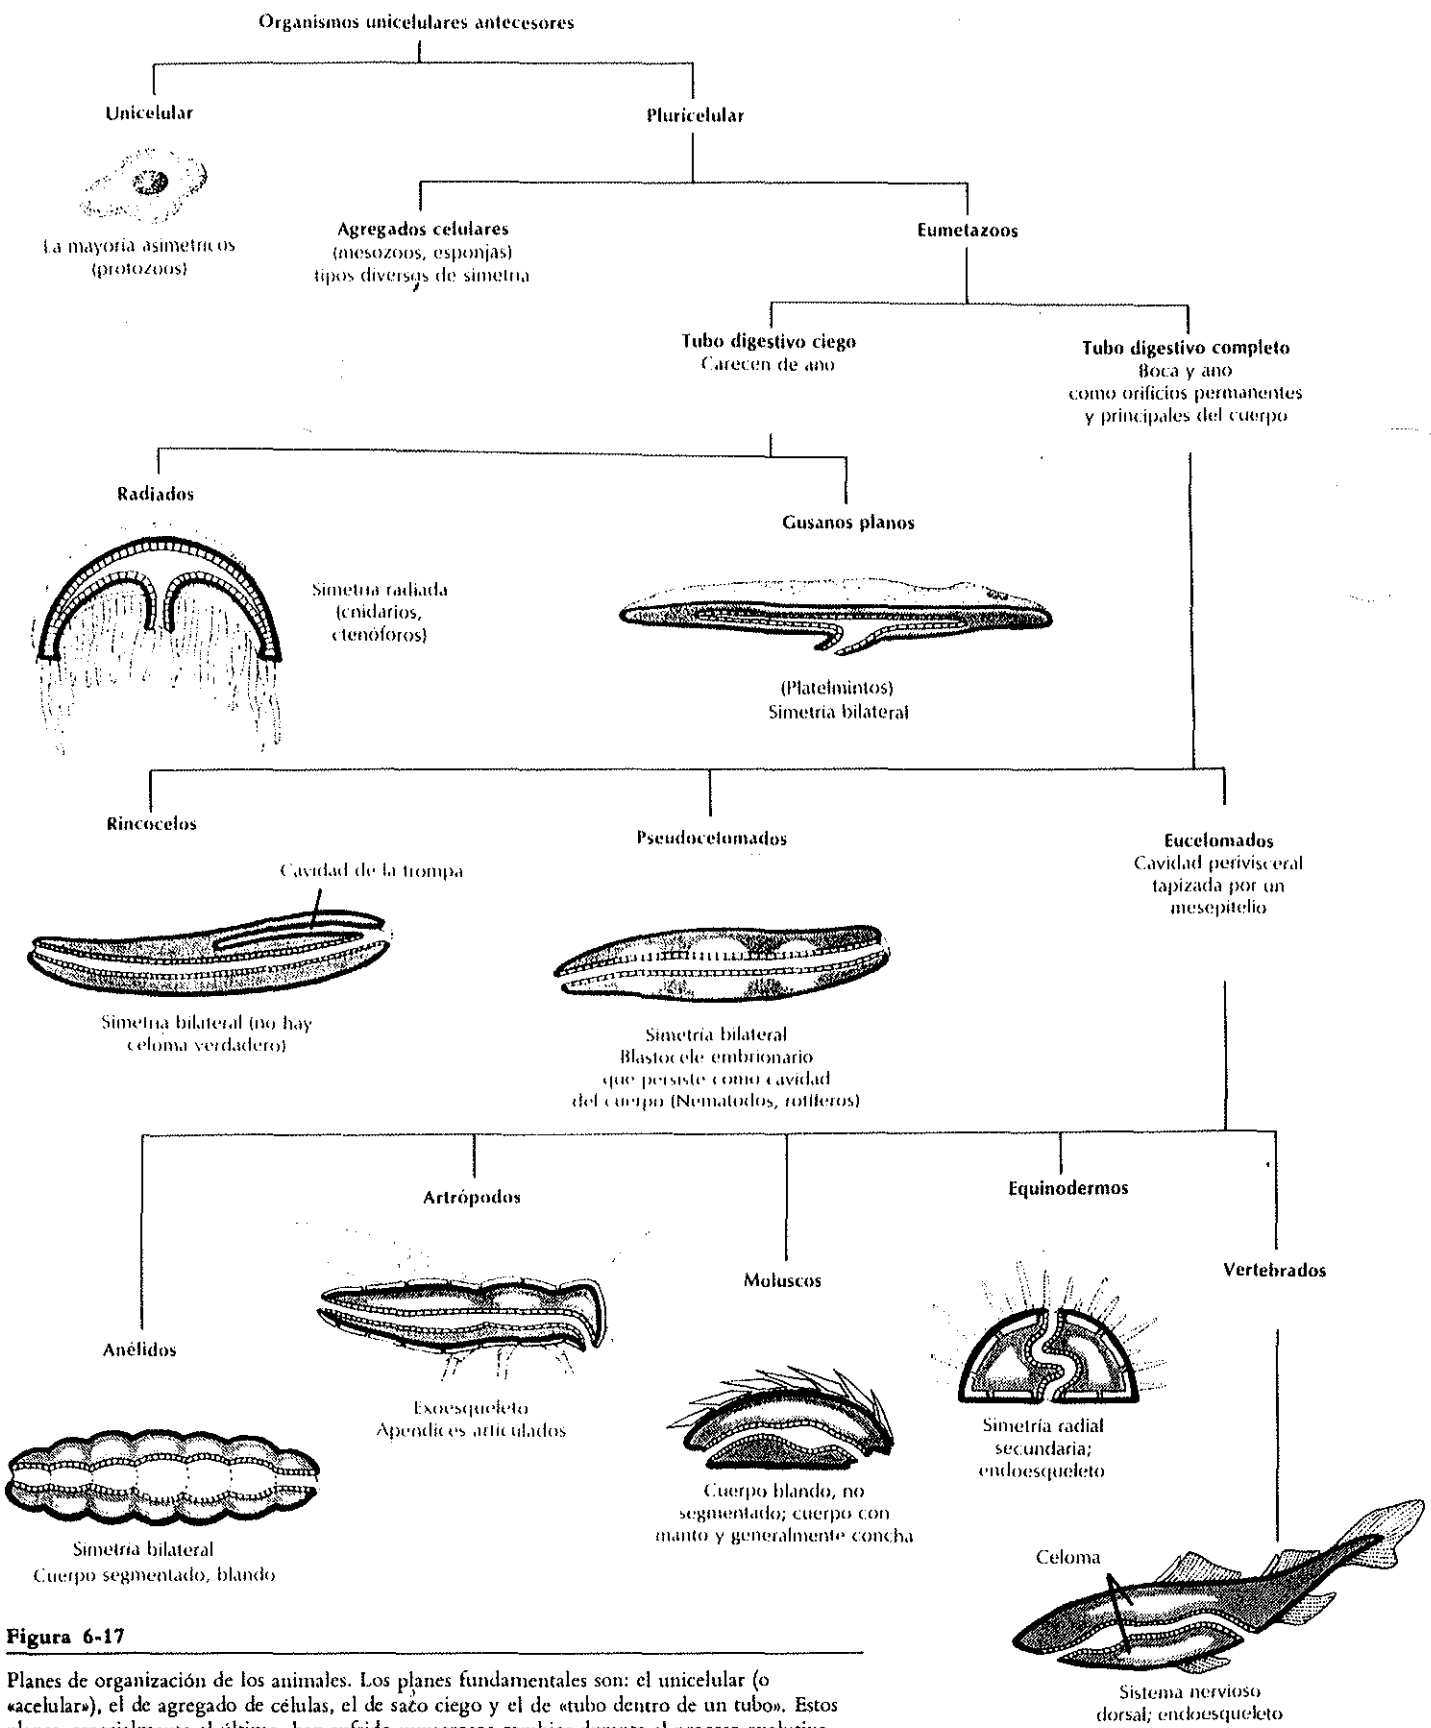 Organismos unicelulares antecesores
Unicelular
Pluricelular
La mayoría asimetricos
(protozoos)
Agregados celulares
(mesozoos, esponjas)
tipos diversos de simetria
Eumetazoos
Tubo digestivo ciego
Carecen de ano
Tubo digestivo completo
Boca y ano
como orificios permanentes
y principales del cuerpo
Radiados
Simetria radiada
(cnidarios,
ctenóforos)
Gusanos planos
(Platelmintos)
Simetria bilateral
Rincocelos
Cavidad de la trompa
Simetria bilateral (no hay
celoma verdadero)
Pseudocelomados
Simetría bilateral
Blastocele embrionario
que persiste como cavidad
del cuerpo (Nematodos, rotíferos)
Eucelomados
Cavidad perivisceral
tapizada por un
mesepitelio
Anélidos
Simetría bilateral
Cuerpo segmentado, blando
Artrópodos
Exoesqueleto
Apendices articulados
Moluscos
Cuerpo blando, no
segmentado; cuerpo con
manto y generalmente concha
Equinodermos
Simetría radial
secundaria;
endoesqueleto
Vertebrados
Celoma
Sistema nervioso
dorsal; endoesqueleto
Figura 6-17
Planes de organización de los animales. Los planes fundamentales son: el unicelular (o
«acelular»), el de agregado de células, el de saco ciego y el de «tubo dentro de un tubo». Estos